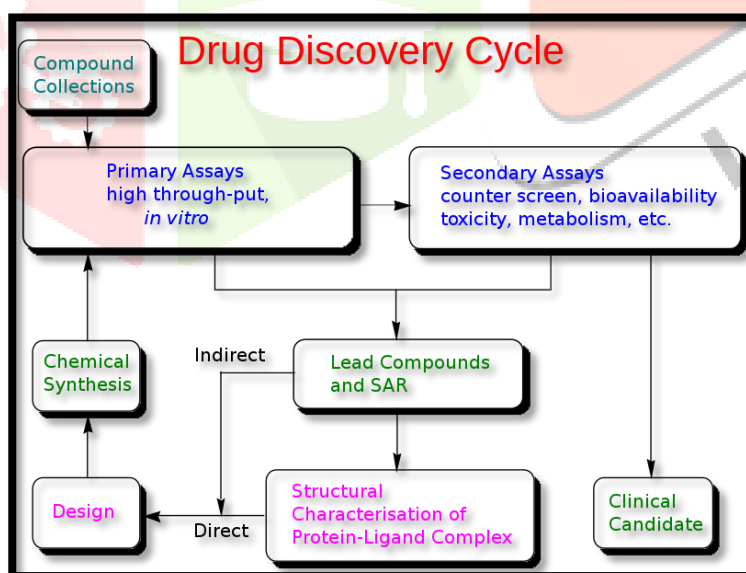 Drug Discovery Cycle
Compound
Collections
Primary Assays
high through-put,
in vitro
Secondary Assays
counter screen, bioavailability
toxicity, metabolism, etc.
Chemical
Synthesis
Indirect
Lead Compounds
and SAR
Design
Direct
Structural
Characterisation of
Protein-Ligand Complex
Clinical
Candidate